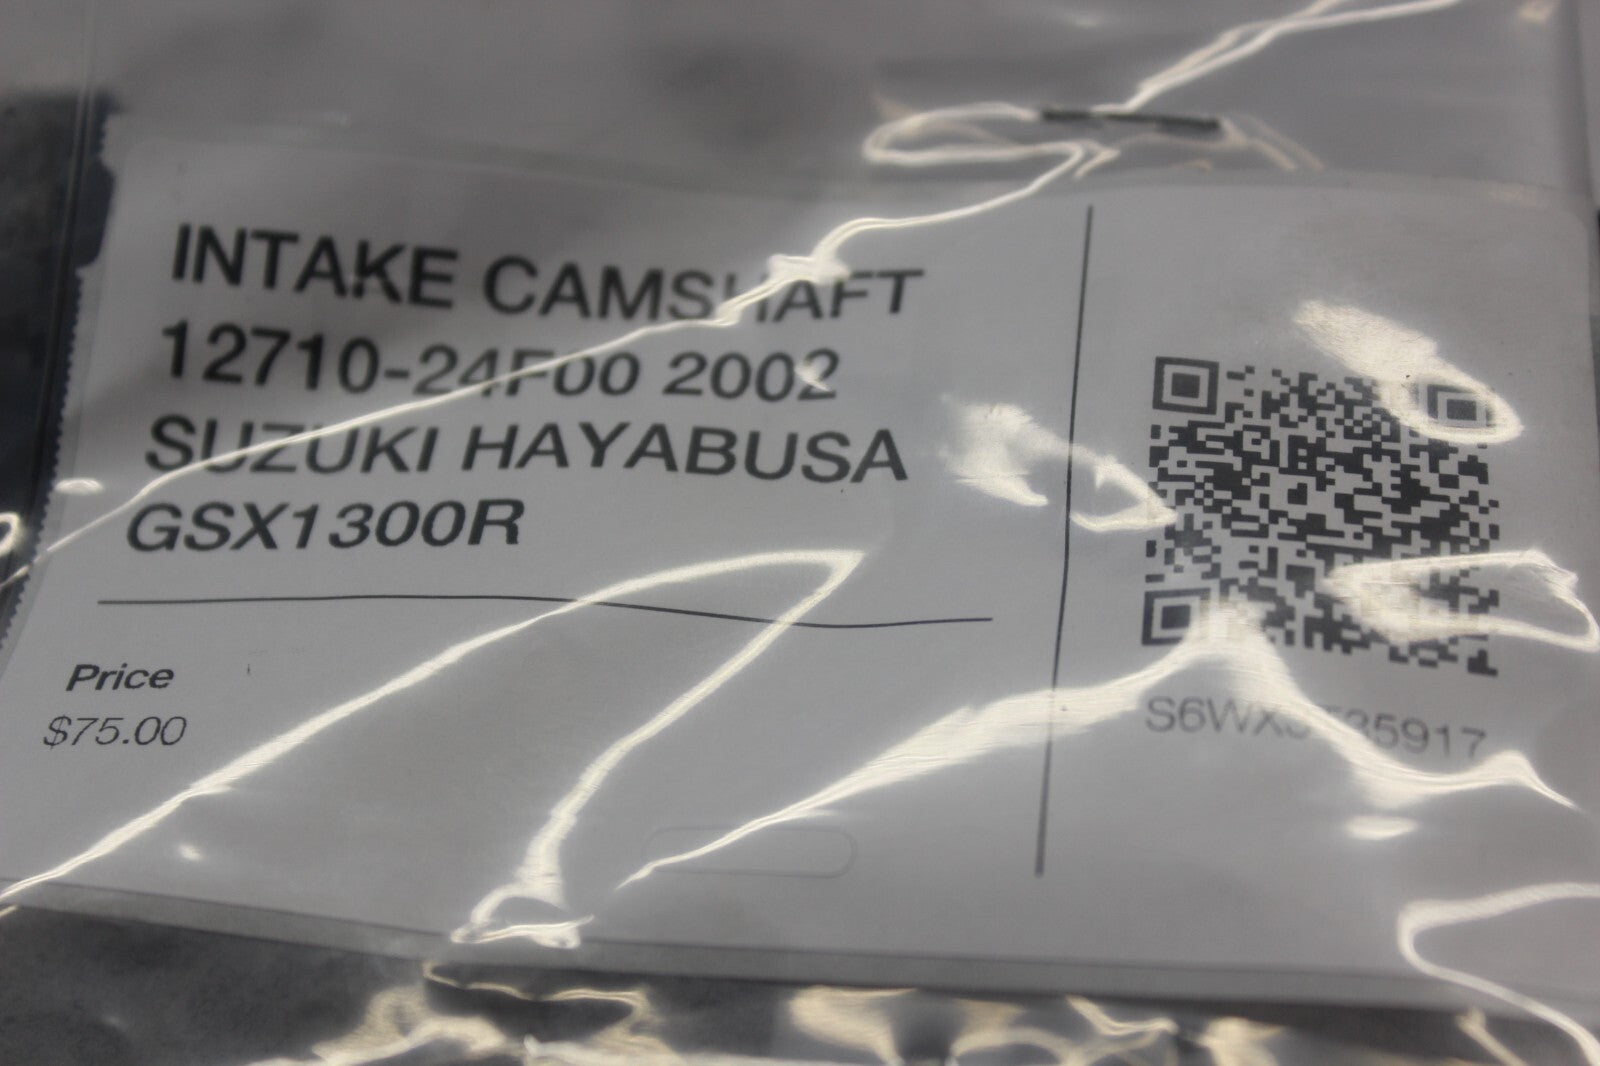 INTAKE CAMSHAFT
12710-24F00 2002
SUZUKI HAYABUSA
GSX1300R
Price
$75.00